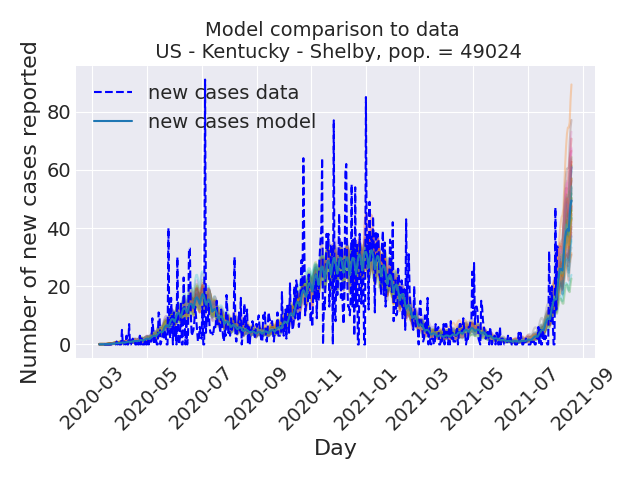 Model comparison to data
US - Kentucky - Shelby, pop. = 49024
Number of new cases reported
80
60
40
20
0
new cases data
new cases model
2020-03
2020-05
2020-07
2020-09
2020-11
2021-01
2021-03
2021-05
2021-07
2021-09
Day